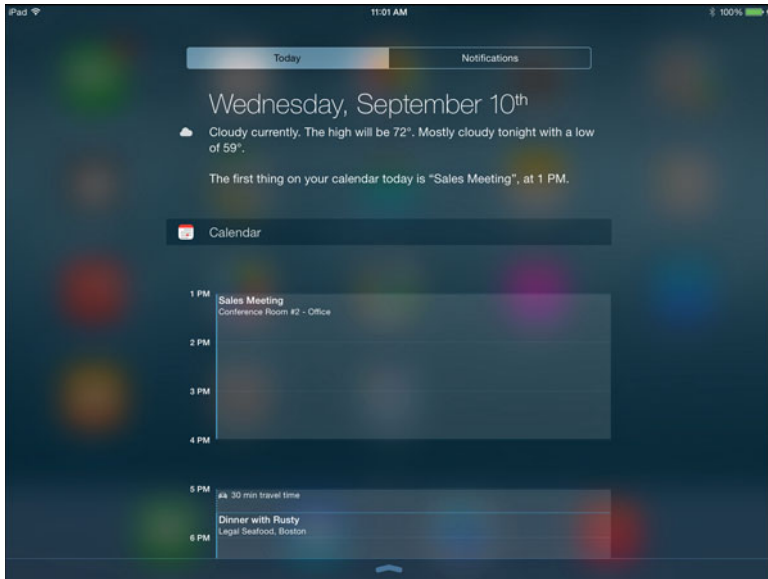 iPad 11:01 AM 100%
Today Notifications
Wednesday, September 10th
Cloudy currently. The high will be 72°. Mostly cloudy tonight with a low
of 59°.
The first thing on your calendar today is “Sales Meeting”, at 1 PM.
Calendar
1 PM Sales Meeting
Conference Room #2 - Office
2 PM
3 PM
4 PM
5 PM 30 min travel time
Dinner with Rusty
Legal Seafood, Boston
6 PM